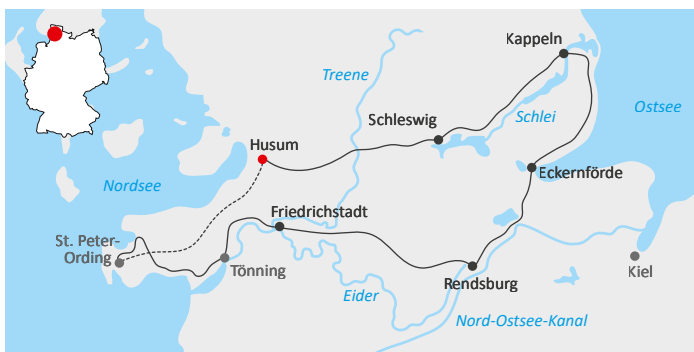 Kappeln
Treene
Ostsee
Schleswig
Schlei
Husum
Eckernförde
Nordsee
Friedrichstadt
St. Peter-
Ording
Tönning
Kiel
Rendsburg
Eider
Nord-Ostsee-Kanal